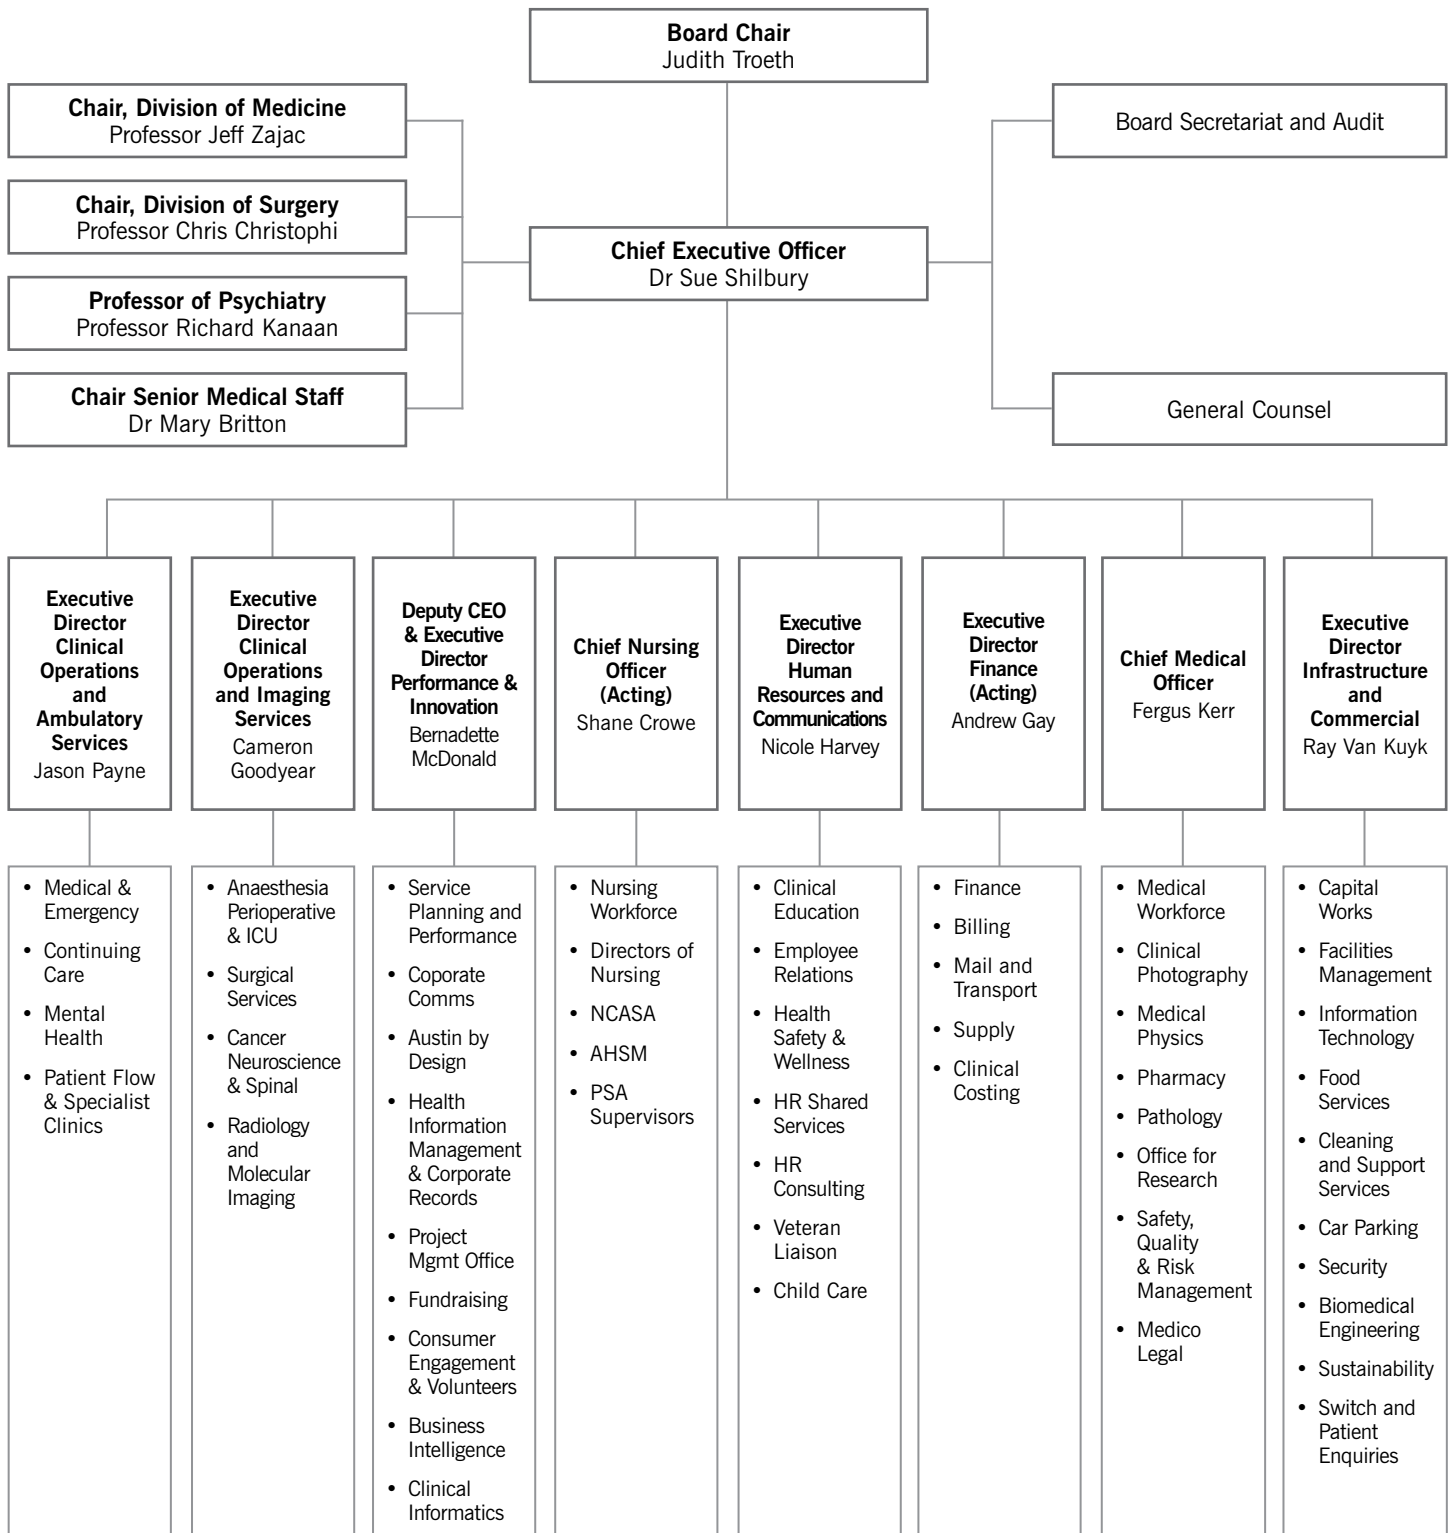 Board Chair
Judith Troeth
Chair, Division of Medicine
Professor Jeff Zajac
Board Secretariat and Audit
Chair, Division of Surgery
Professor Chris Christophi
Chief Executive Officer
Dr Sue Shilbury
Professor of Psychiatry
Professor Richard Kanaan
Chair Senior Medical Staff
Dr Mary Britton
General Counsel
Executive
Director
Clinical
Operations
and
Ambulatory
Services
Jason Payne
Executive
Director
Clinical
Operations
and Imaging
Services
Cameron
Goodyear
Deputy CEO
& Executive
Director
Performance &
Innovation
Bernadette
McDonald
Chief Nursing
Officer
(Acting)
Shane Crowe
Executive
Director
Human
Resources and
Communications
Nicole Harvey
Executive
Director
Finance
(Acting)
Andrew Gay
Chief Medical
Officer
Fergus Kerr
Executive
Director
Infrastructure
and
Commercial
Ray Van Kuyk
• Medical &
Emergency
• Continuing
Care
• Mental
Health
• Patient Flow
& Specialist
Clinics
• Anaesthesia
Perioperative
& ICU
• Surgical
Services
• Cancer
Neuroscience
& Spinal
• Radiology
and
Molecular
Imaging
• Service
Planning and
Performance
• Coporate
Comms
• Austin by
Design
• Health
Information
Management
& Corporate
Records
• Project
Mgmt Office
• Fundraising
• Consumer
Engagement
& Volunteers
• Business
Intelligence
• Clinical
Informatics
• Nursing
Workforce
• Directors of
Nursing
• NCASA
• AHSM
• PSA
Supervisors
• Clinical
Education
• Employee
Relations
• Health
Safety &
Wellness
• HR Shared
Services
• HR
Consulting
• Veteran
Liaison
• Child Care
• Finance
• Billing
• Mail and
Transport
• Supply
• Clinical
Costing
• Medical
Workforce
• Clinical
Photography
• Medical
Physics
• Pharmacy
• Pathology
• Office for
Research
• Safety,
Quality
& Risk
Management
• Medico
Legal
• Capital
Works
• Facilities
Management
• Information
Technology
• Food
Services
• Cleaning
and Support
Services
• Car Parking
• Security
• Biomedical
Engineering
• Sustainability
• Switch and
Patient
Enquiries